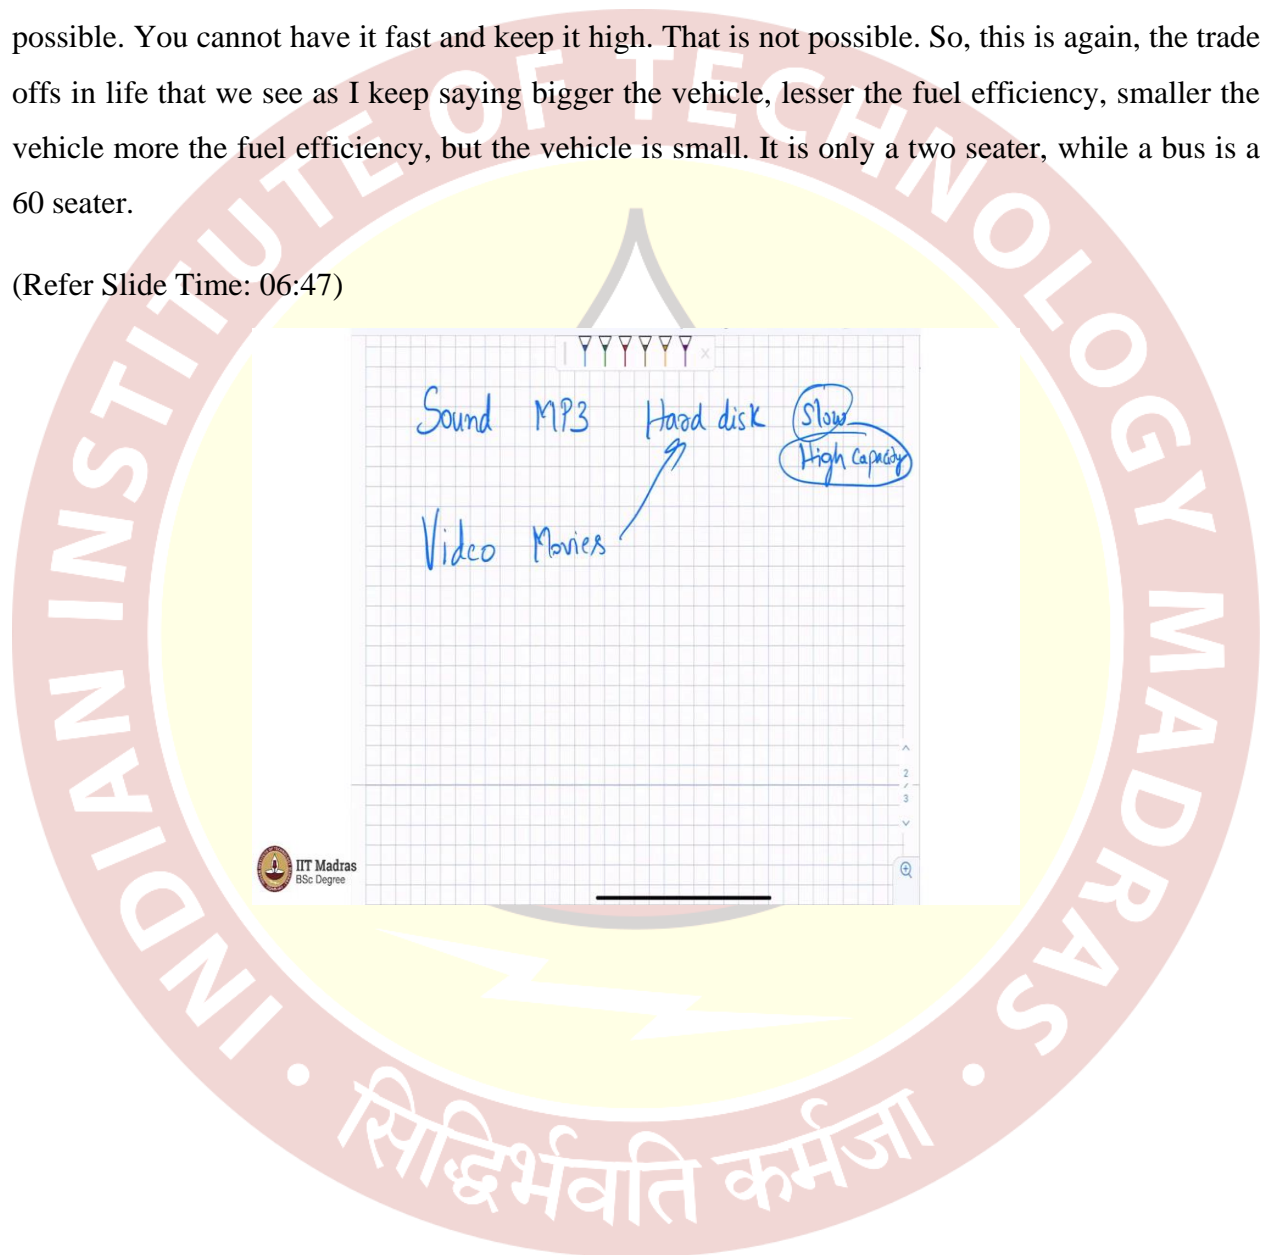 possible. You cannot have it fast and keep it high. That is not possible. So, this is again, the trade
offs in life that we see as I keep saying bigger the vehicle, lesser the fuel efficiency, smaller the
vehicle more the fuel efficiency, but the vehicle is small. It is only a two seater, while a bus is a
60 seater.
(Refer Slide Time: 06:47)
Sound MP3 Hard disk Slow
High Capacity
Video Movies
2
3
IIT Madras
BSc Degree
INDIAN INSTITUTE OF TECHNOLOGY MADRAS
सिद्धिर्भवति कर्मजा